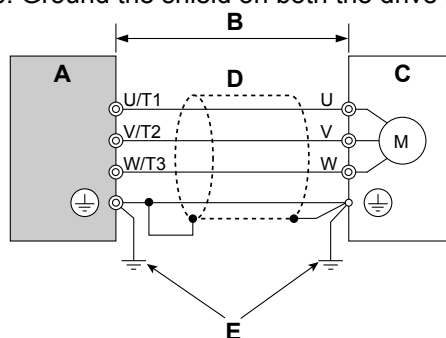 . Ground the shield on both the drive
B
A D C
U/T1 U
V/T2 V M
W/T3 W
E